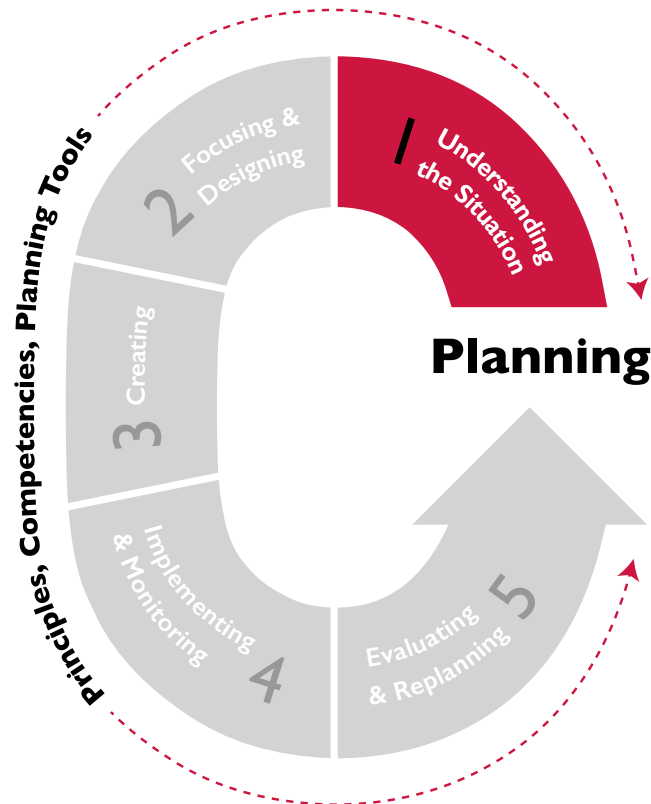 1
Understanding
the Situation
2
Focusing &
Designing
3
Creating
4
Implementing
& Monitoring
5
Evaluating
& Replanning
Planning
Principles, Competencies, Planning Tools